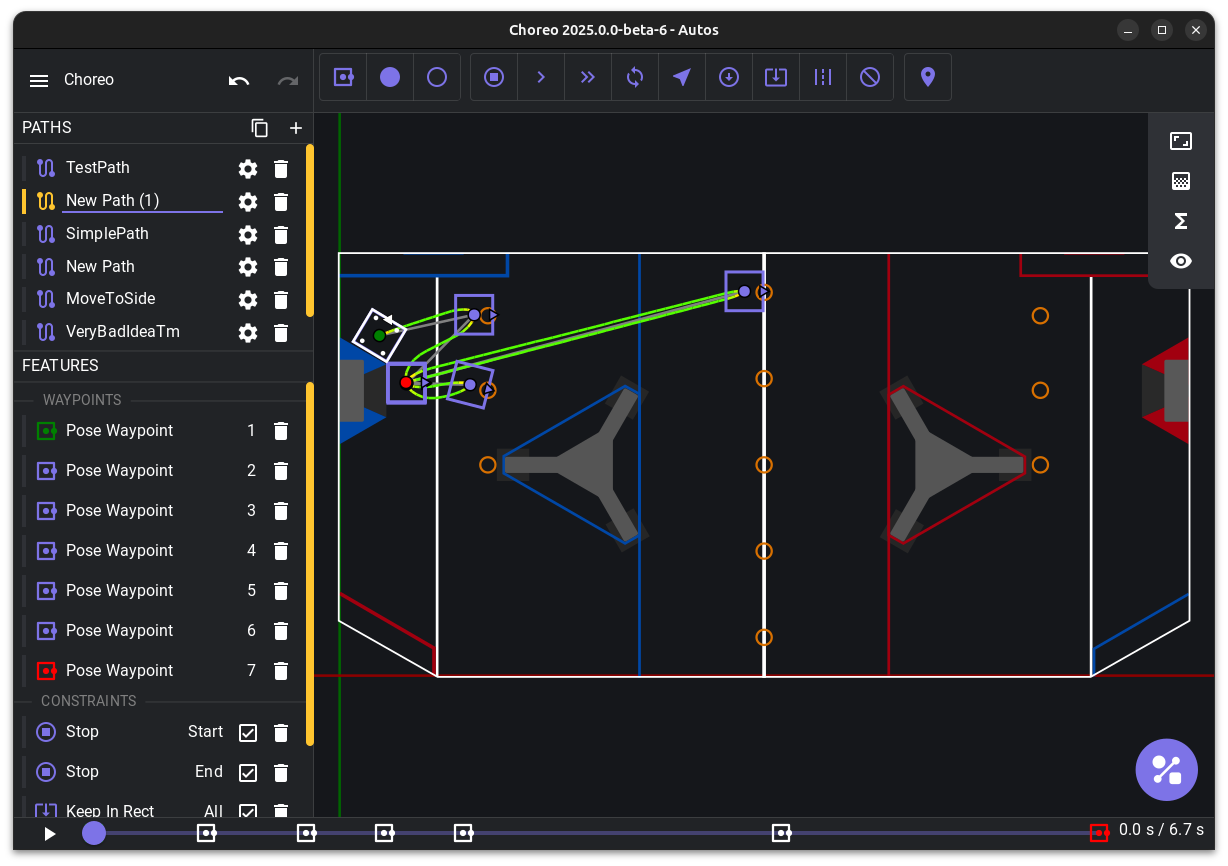 Choreo 2025.0.0-beta-6 - Autos
Choreo
PATHS
TestPath
New Path (1)
SimplePath
New Path
MoveToSide
VeryBadIdeaTm
FEATURES
WAYPOINTS
Pose Waypoint 1
Pose Waypoint 2
Pose Waypoint 3
Pose Waypoint 4
Pose Waypoint 5
Pose Waypoint 6
Pose Waypoint 7
CONSTRAINTS
Stop Start
Stop End
Keep In Rect All
0.0 s / 6.7 s